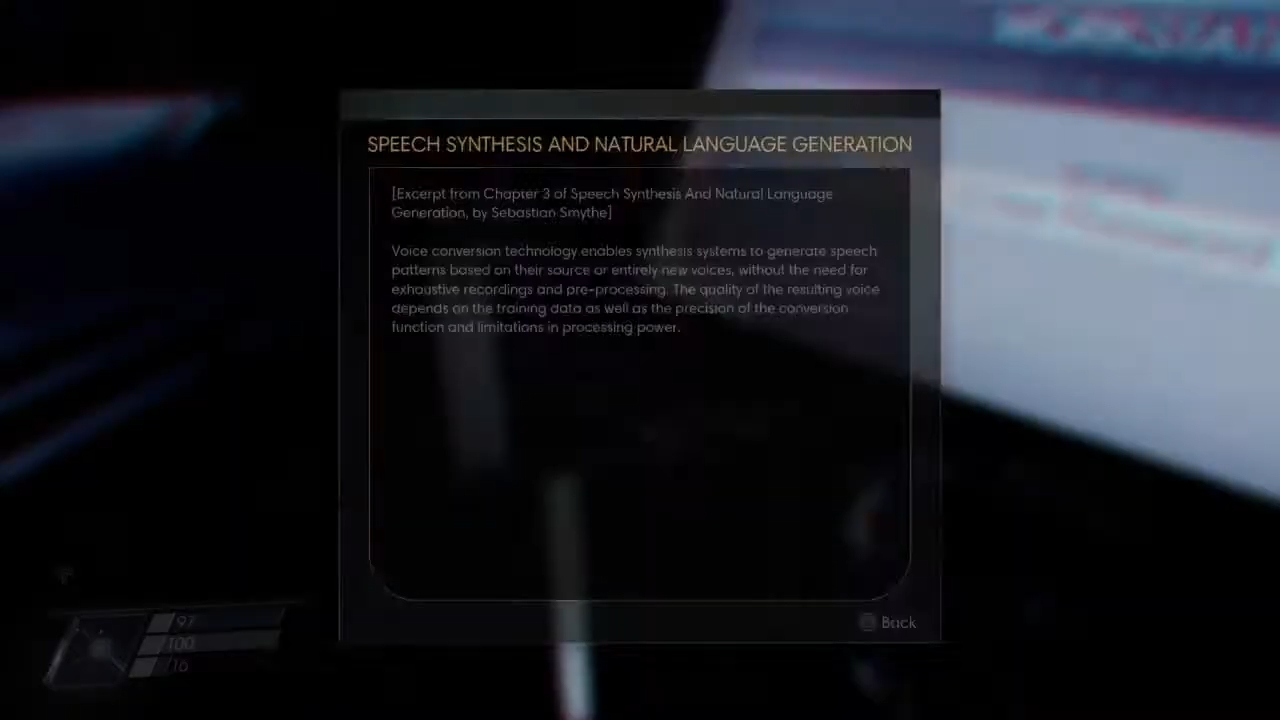 SPEECH SYNTHESIS AND NATURAL LANGUAGE GENERATION
[Excerpt from Chapter 3 of Speech Synthesis And Natural Language
Generation, by Sebastian Smythe]
Voice conversion technology enables synthesis systems to generate speech
patterns based on their source or entirely new voices, without the need for
exhaustive recordings and pre-processing. The quality of the resulting voice
depends on the training data as well as the precision of the conversion
function and limitations in processing power.
Back
97
100
16